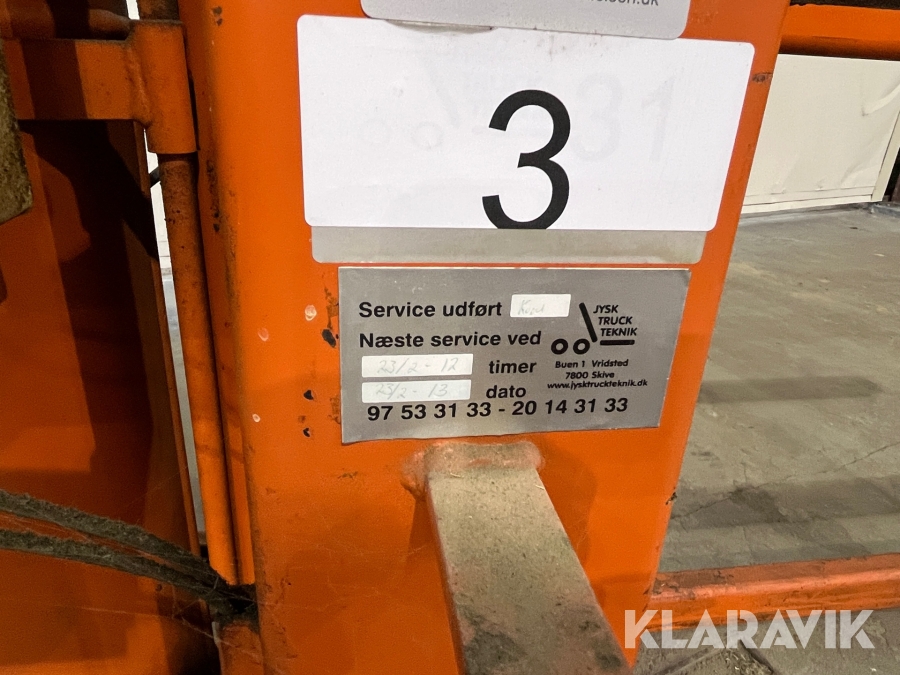 3
31
Service udført
Næste service ved
23/2-12 timer
23/2-13 dato
97 53 31 33 - 20 14 31 33
JYSK
TRUCK
TEKNIK
Buen 1 Vridsted
7800 Skive
www.jysktruckteknik.dk
KLARAVIK